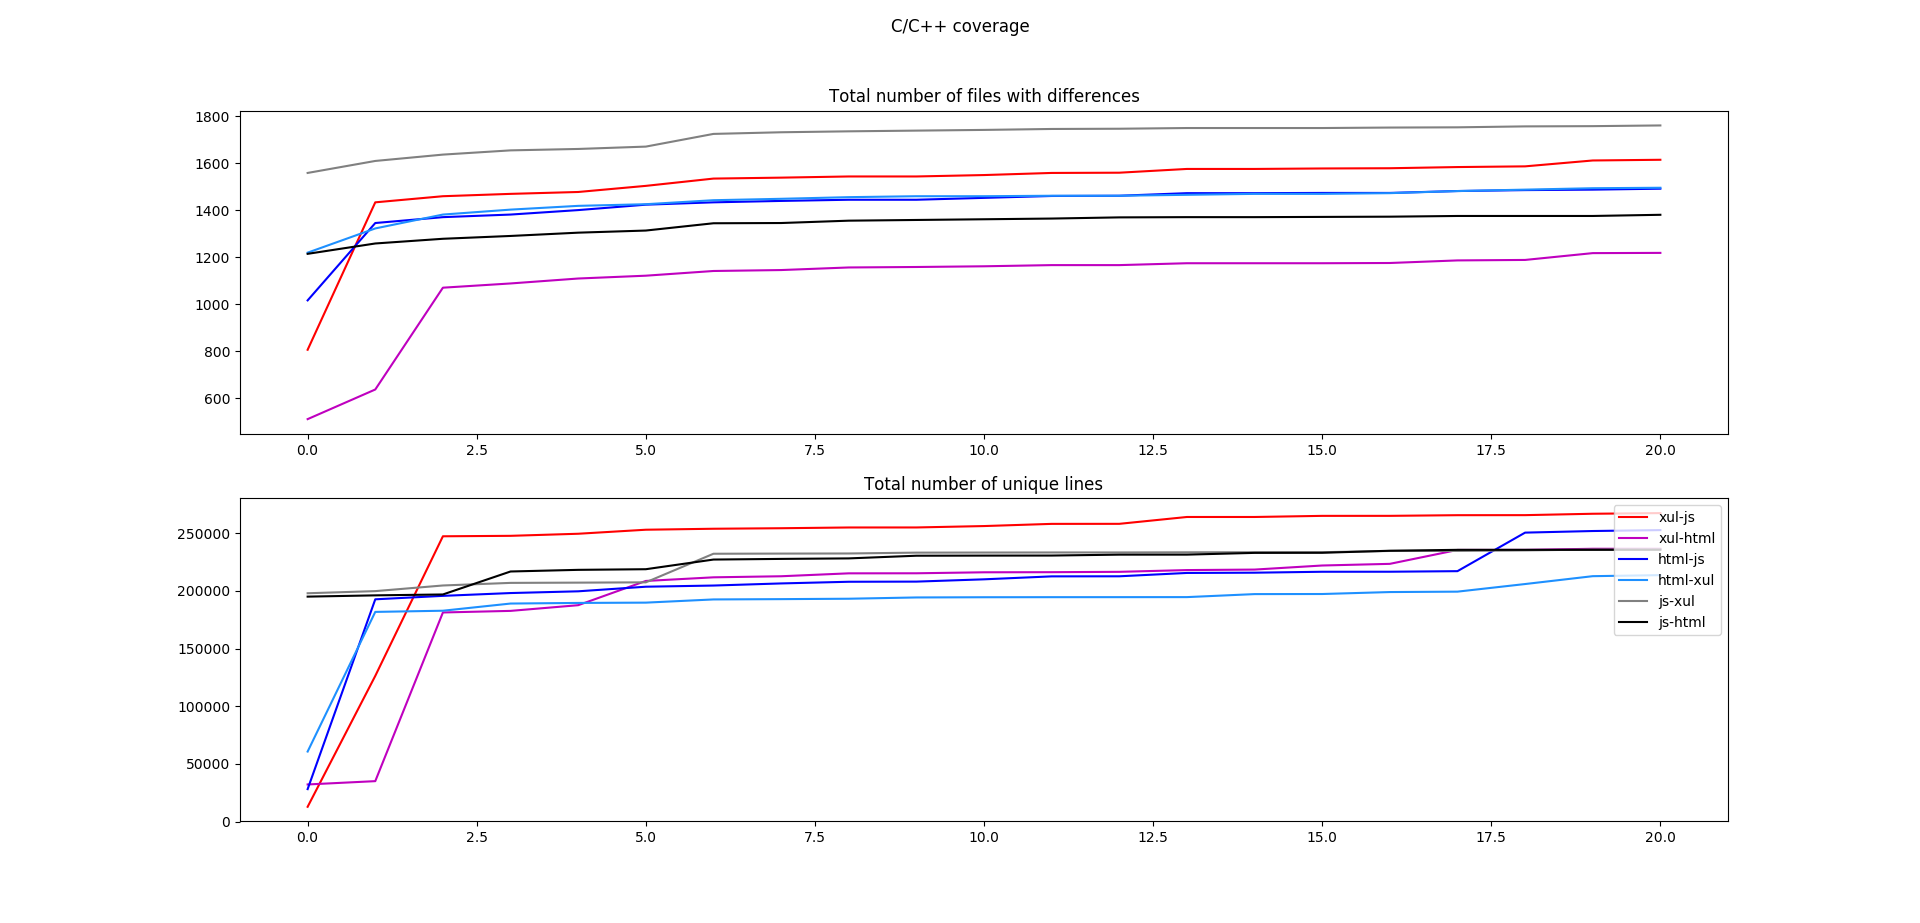 C/C++ coverage
Total number of files with differences
1800
1600
1400
1200
1000
800
600
0.0 2.5 5.0 7.5 10.0 12.5 15.0 17.5 20.0
Total number of unique lines
250000
200000
150000
100000
50000
0
xul-js
xul-html
html-js
html-xul
js-xul
js-html
0.0 2.5 5.0 7.5 10.0 12.5 15.0 17.5 20.0